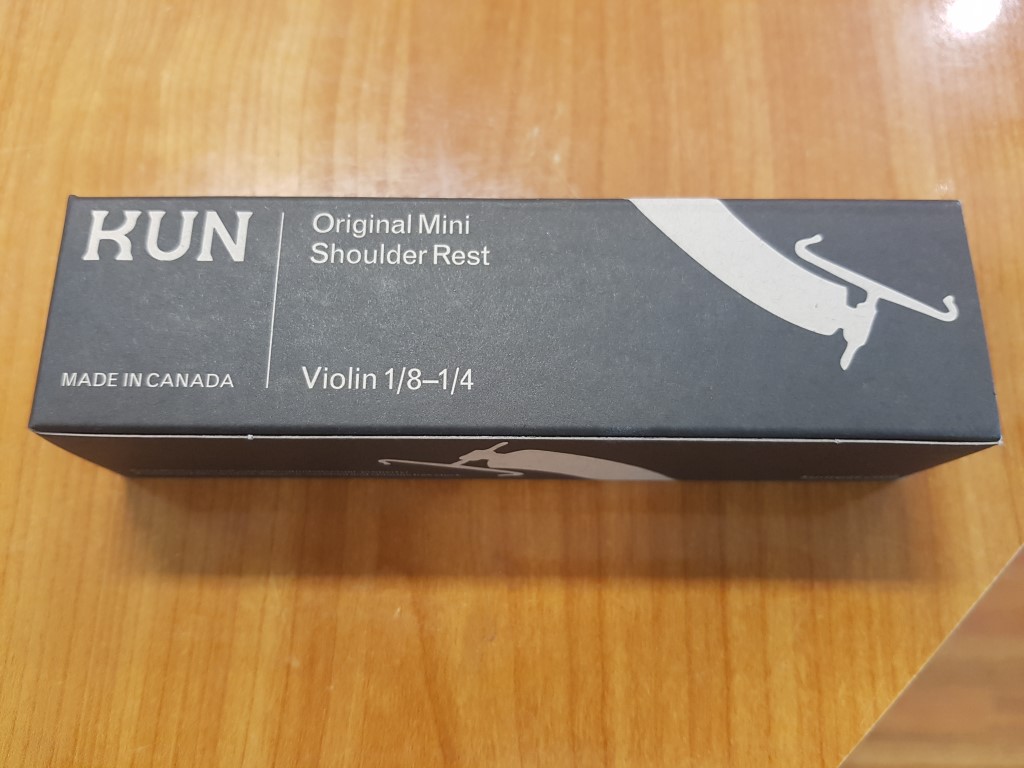 KUN
MADE IN CANADA
Original Mini
Shoulder Rest
Violin 1/8–1/4